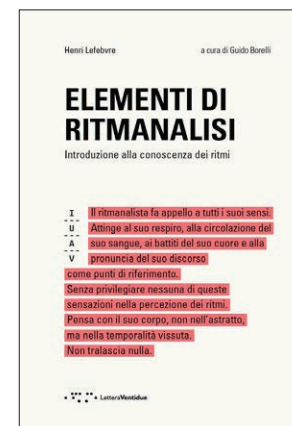 Henri Lefebvre
a cura di Guido Borelli
ELEMENTI DI
RITMANALISI
Introduzione alla conoscenza dei ritmi
I Il ritmanalista fa appello a tutti i suoi sensi.
U Attinge al suo respiro, alla circolazione del
A suo sangue, ai battiti del suo cuore e alla
V pronuncia del suo discorso
come punti di riferimento.
Senza privilegiare nessuna di queste
sensazioni nella percezione dei ritmi.
Pensa con il suo corpo, non nell'astratto,
ma nella temporalità vissuta.
Non tralascia nulla.
LetteraVentidue